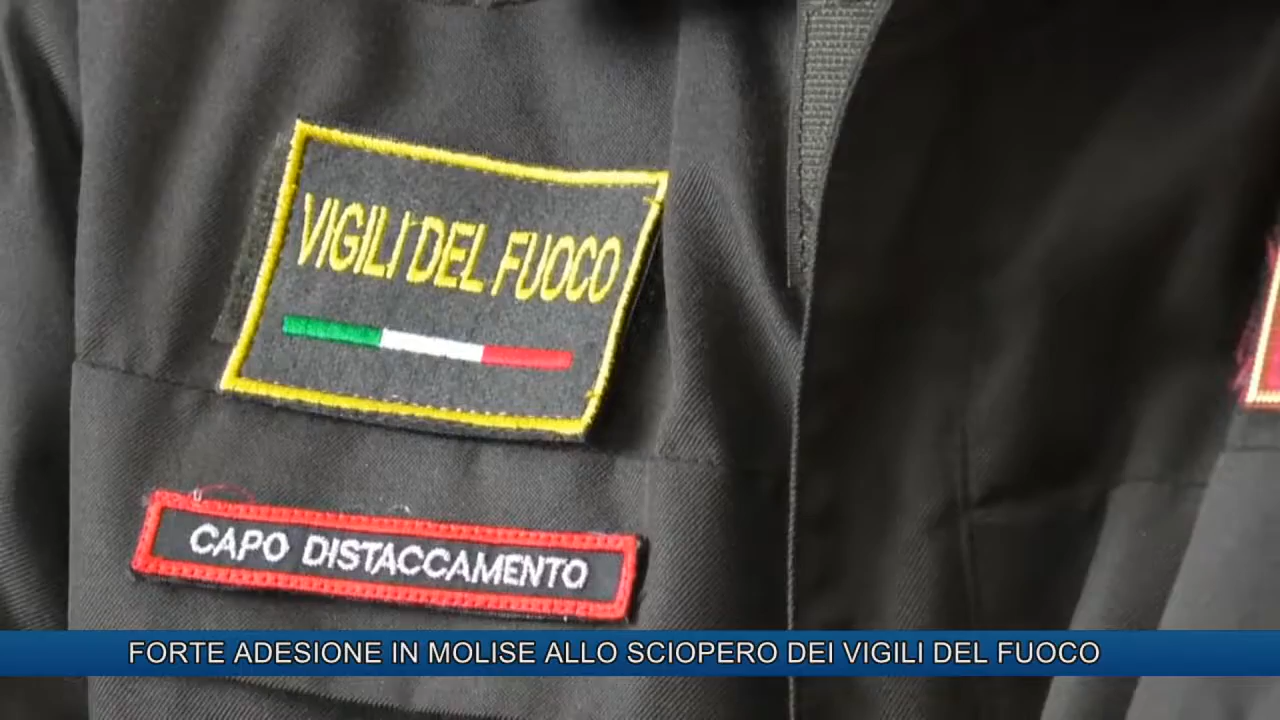 VIGILI DEL FUOCO
CAPO DISTACCAMENTO
FORTE ADESIONE IN MOLISE ALLO SCIOPERO DEI VIGILI DEL FUOCO